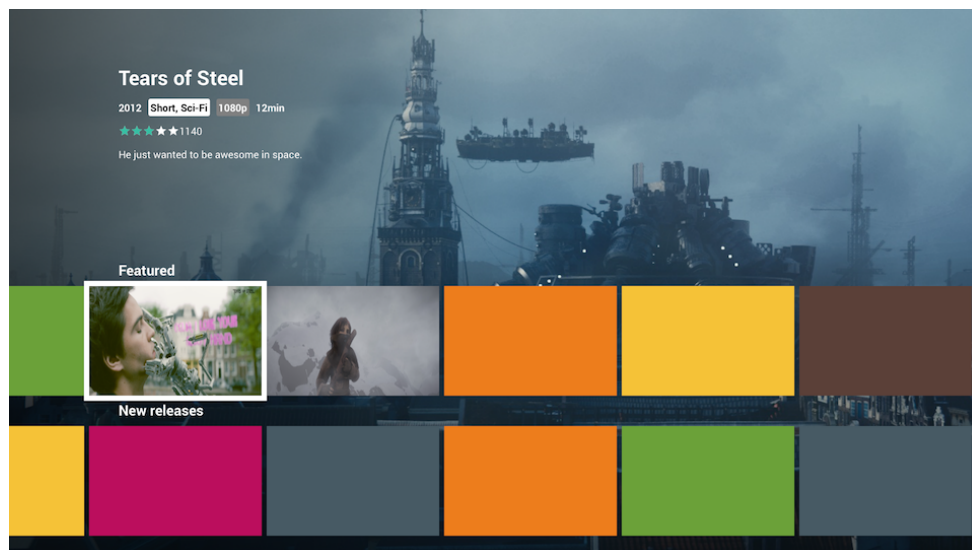 Tears of Steel
2012 Short, Sci-Fi 1080p 12min
1140
He just wanted to be awesome in space.
Featured
New releases